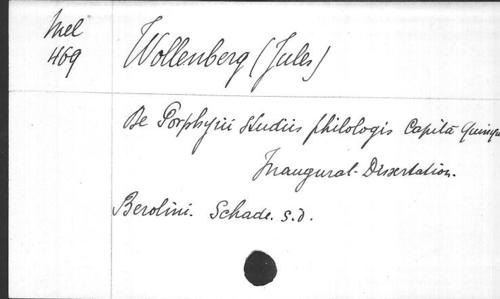 Mel
469
Wollenberg (Jules)
De Porphyrii studiis philologis Capita Quinque
Inaugural-Dissertation.
Berolini. Schade. s.d.